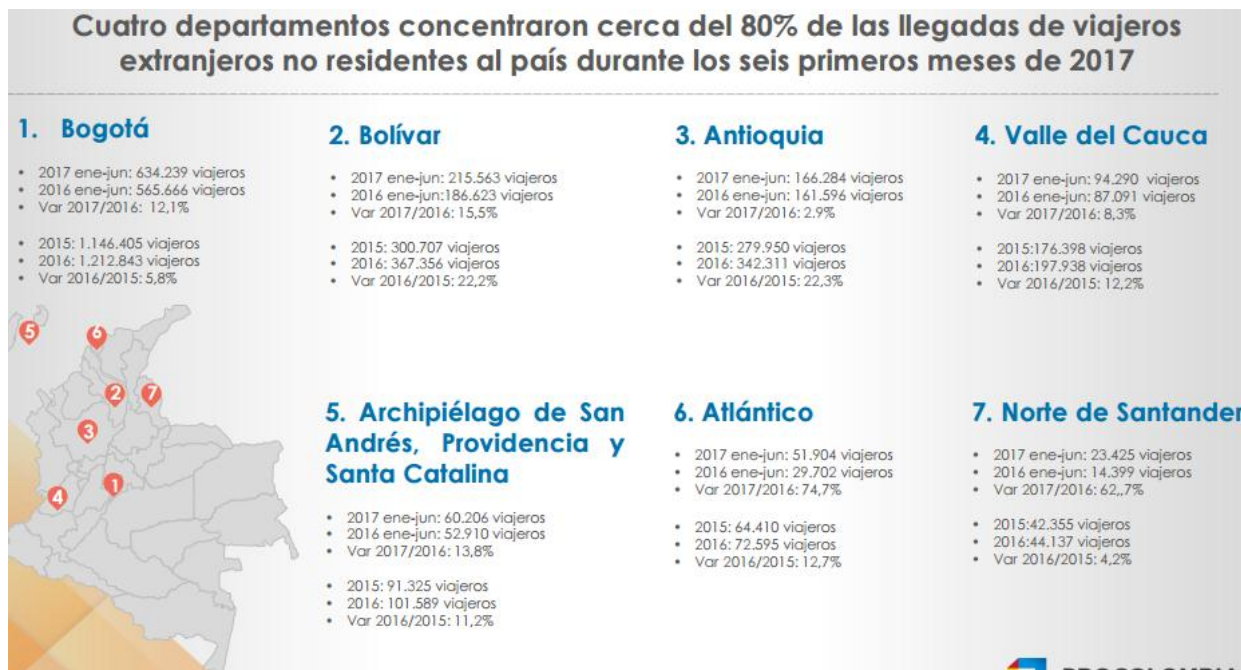 Cuatro departamentos concentraron cerca del 80% de las llegadas de viajeros
extranjeros no residentes al país durante los seis primeros meses de 2017
1. Bogotá
• 2017 ene-jun: 634.239 viajeros
• 2016 ene-jun: 565.666 viajeros
• Var 2017/2016: 12,1%
• 2015: 1.146.405 viajeros
• 2016: 1.212.843 viajeros
• Var 2016/2015: 5,8%
2. Bolívar
• 2017 ene-jun: 215.563 viajeros
• 2016 ene-jun:186.623 viajeros
• Var 2017/2016: 15,5%
• 2015: 300.707 viajeros
• 2016: 367.356 viajeros
• Var 2016/2015: 22,2%
3. Antioquia
• 2017 ene-jun: 166.284 viajeros
• 2016 ene-jun: 161.596 viajeros
• Var 2017/2016: 2.9%
• 2015: 279.950 viajeros
• 2016: 342.311 viajeros
• Var 2016/2015: 22,3%
4. Valle del Cauca
• 2017 ene-jun: 94.290 viajeros
• 2016 ene-jun: 87.091 viajeros
• Var 2017/2016: 8,3%
• 2015:176.398 viajeros
• 2016:197.938 viajeros
• Var 2016/2015: 12,2%
5
6
2
7
3
1
4
5. Archipiélago de San
Andrés, Providencia y
Santa Catalina
• 2017 ene-jun: 60.206 viajeros
• 2016 ene-jun: 52.910 viajeros
• Var 2017/2016: 13,8%
• 2015: 91.325 viajeros
• 2016: 101.589 viajeros
• Var 2016/2015: 11,2%
6. Atlántico
• 2017 ene-jun: 51.904 viajeros
• 2016 ene-jun: 29.702 viajeros
• Var 2017/2016: 74,7%
• 2015: 64.410 viajeros
• 2016: 72.595 viajeros
• Var 2016/2015: 12,7%
7. Norte de Santander
• 2017 ene-jun: 23.425 viajeros
• 2016 ene-jun: 14.399 viajeros
• Var 2017/2016: 62,,7%
• 2015:42.355 viajeros
• 2016:44.137 viajeros
• Var 2016/2015: 4,2%